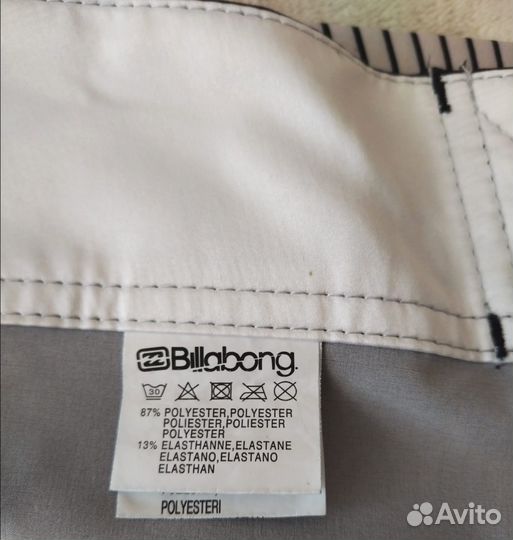 Billabong
30
87% POLYESTER,POLYESTER
POLIESTER,POLIESTER
POLYESTER
13% ELASTHANNE,ELASTANE
ELASTANO,ELASTANO
ELASTHAN
POLYESTERI
Avito